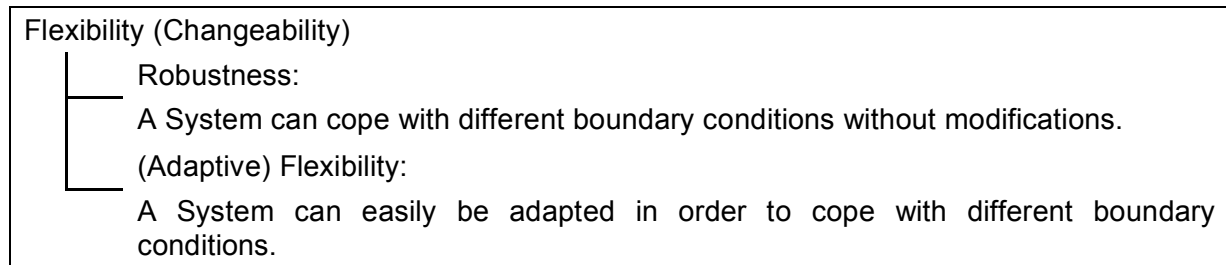 Flexibility (Changeability)
Robustness:
A System can cope with different boundary conditions without modifications.
(Adaptive) Flexibility:
A System can easily be adapted in order to cope with different boundary
conditions.